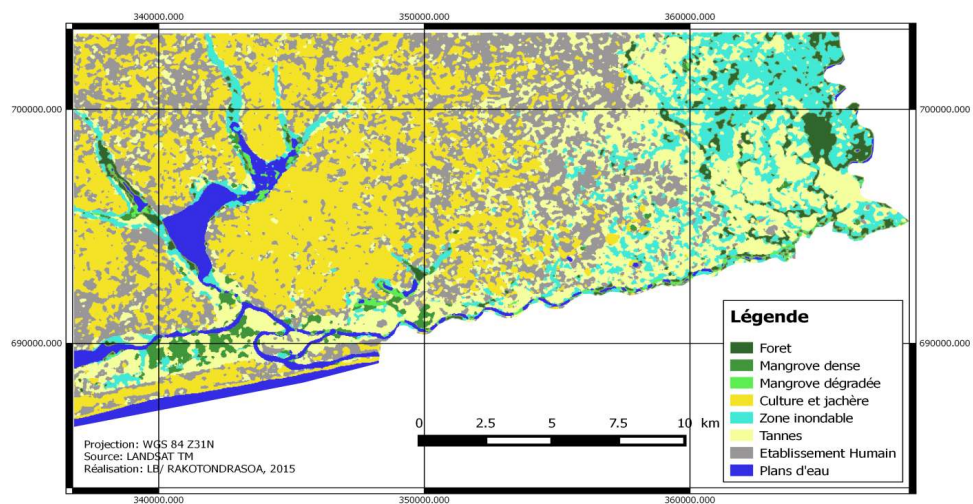 340000.000 350000.000 360000.000
700000.000 700000.000
690000.000 690000.000
Légende
Foret
Mangrove dense
Mangrove dégradée
Culture et jachère
Zone inondable
Tannes
Etablissement Humain
Plans d'eau
0 2.5 5 7.5 10 km
Projection: WGS 84 Z31N
Source: LANDSAT TM
Réalisation: LB/ RAKOTONDRASOA, 2015
340000.000 350000.000 360000.000